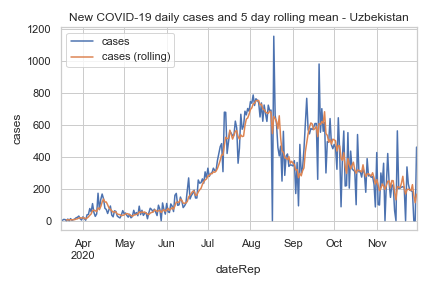 New COVID-19 daily cases and 5 day rolling mean - Uzbekistan
cases
cases (rolling)
1200
1000
800
600
400
200
0
cases
Apr
2020
May
Jun
Jul
Aug
Sep
Oct
Nov
dateRep